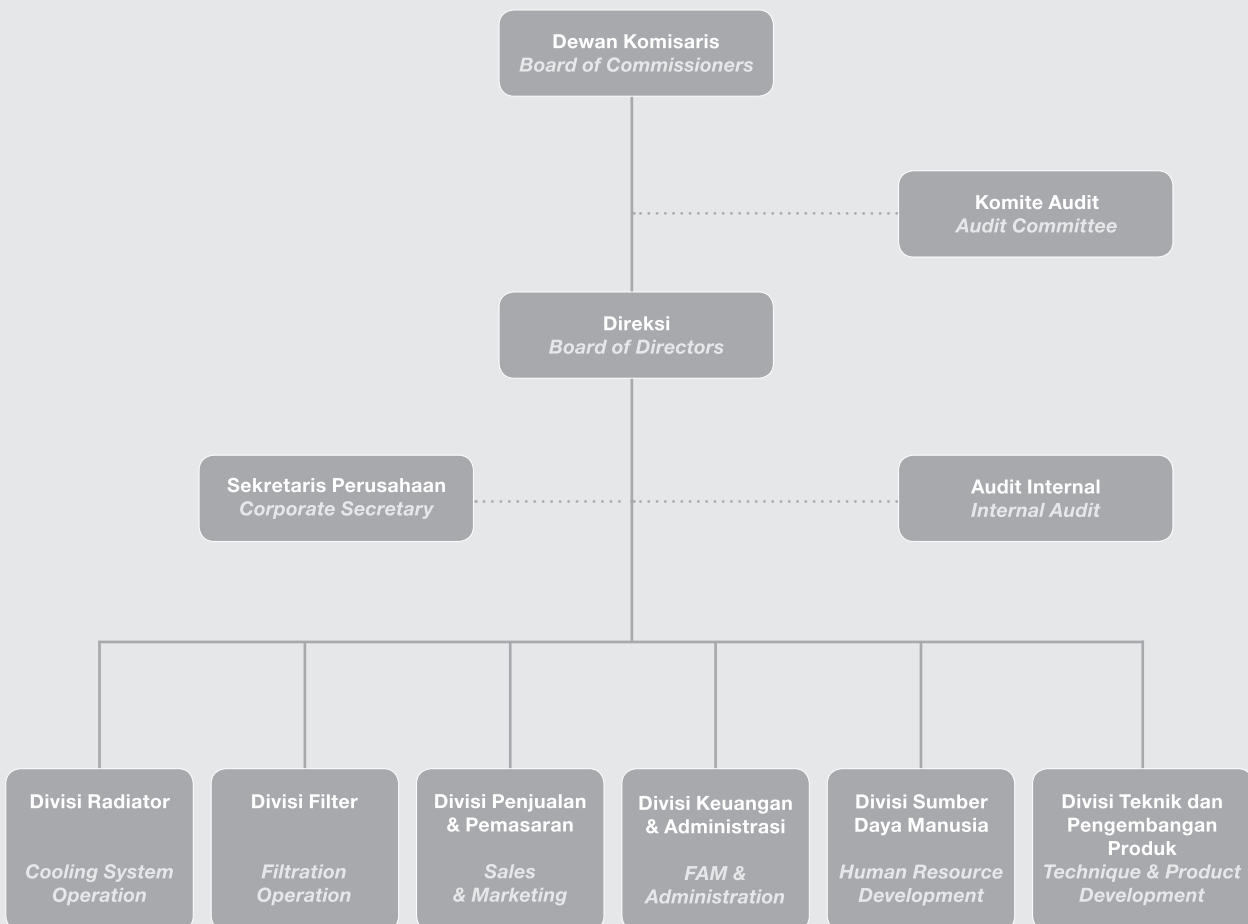 Dewan Komisaris
Board of Commissioners
Komite Audit
Audit Committee
Direksi
Board of Directors
Sekretaris Perusahaan
Corporate Secretary
Audit Internal
Internal Audit
Divisi Radiator
Cooling System
Operation
Divisi Filter
Filtration
Operation
Divisi Penjualan
& Pemasaran
Sales
& Marketing
Divisi Keuangan
& Administrasi
FAM &
Administration
Divisi Sumber
Daya Manusia
Human Resource
Development
Divisi Teknik dan
Pengembangan
Produk
Technique & Product
Development